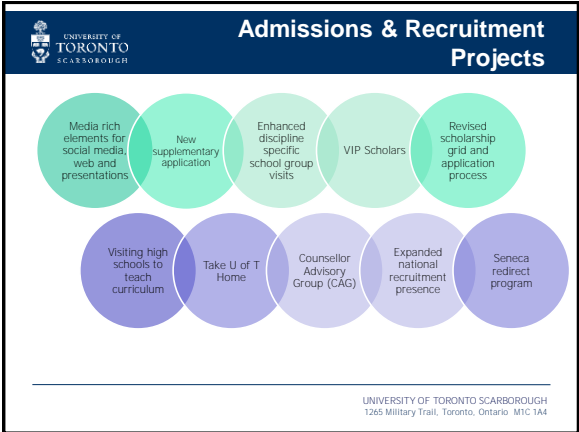 UNIVERSITY OF
TORONTO
SCARBOROUGH
Admissions & Recruitment
Projects
Media rich
elements for
social media,
web and
presentations
New
supplementary
application
Enhanced
discipline
specific
school group
visits
VIP Scholars
Revised
scholarship
grid and
application
process
Visiting high
schools to
teach
curriculum
Take U of T
Home
Counsellor
Advisory
Group (CAG)
Expanded
national
recruitment
presence
Seneca
redirect
program
UNIVERSITY OF TORONTO SCARBOROUGH
1265 Military Trail, Toronto, Ontario M1C 1A4